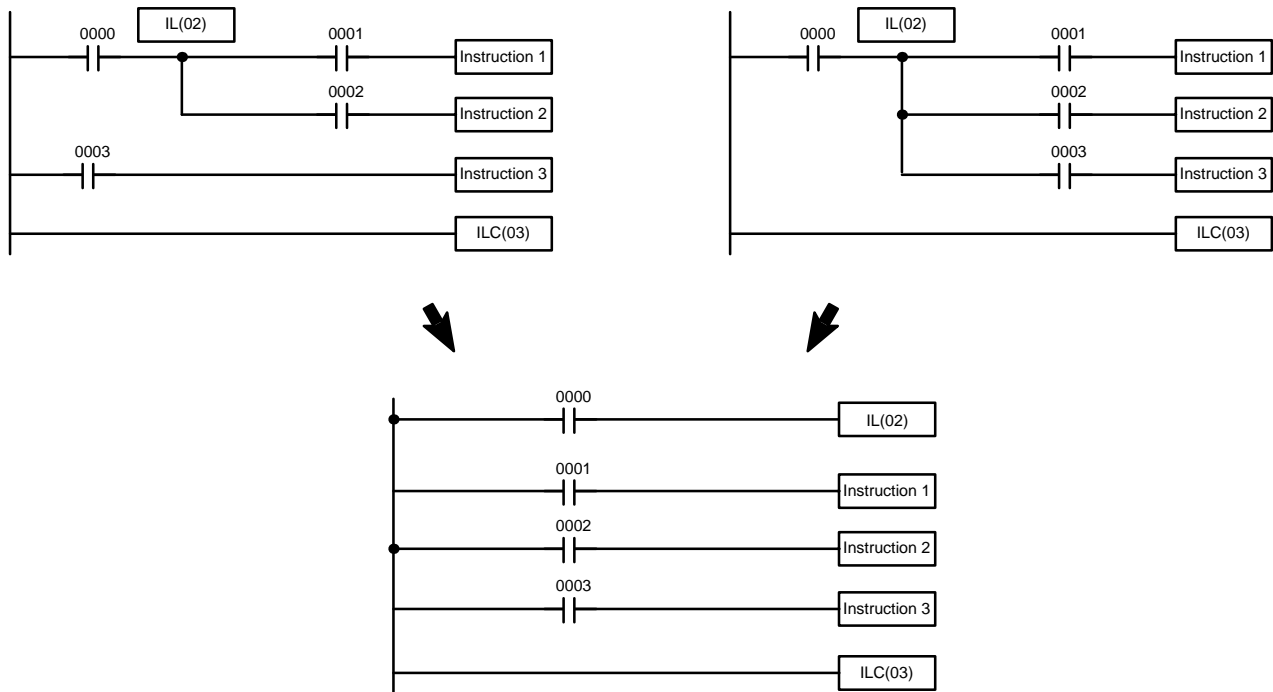 0000
IL(02)
0001
Instruction 1
0002
Instruction 2
0003
Instruction 3
ILC(03)
0000
IL(02)
0001
Instruction 1
0002
Instruction 2
0003
Instruction 3
ILC(03)
0000
IL(02)
0001
Instruction 1
0002
Instruction 2
0003
Instruction 3
ILC(03)